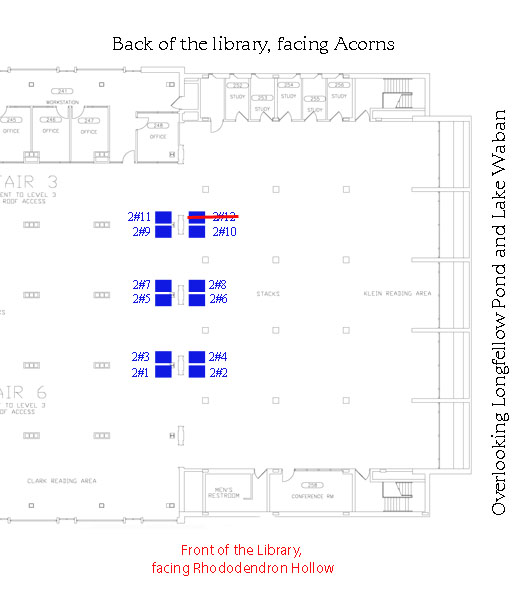 Back of the library, facing Acorns
252
STUDY
253
STUDY
254
STUDY
255
STUDY
256
STUDY
241
WORKSTATION
245
OFFICE
246
OFFICE
247
OFFICE
248
OFFICE
AIR 3
ENT TO LEVEL 3
ROOF ACCESS
2#11
2#12
2#9
2#10
2#7
2#8
2#5
2#6
STACKS
KLEIN READING AREA
2#3
2#4
2#1
2#2
AIR 6
NT TO LEVEL 3
OF ACCESS
CLARK READING AREA
MEN'S
RESTROOM
258
CONFERENCE RM
Overlooking Longfellow Pond and Lake Waban
Front of the Library,
facing Rhododendron Hollow